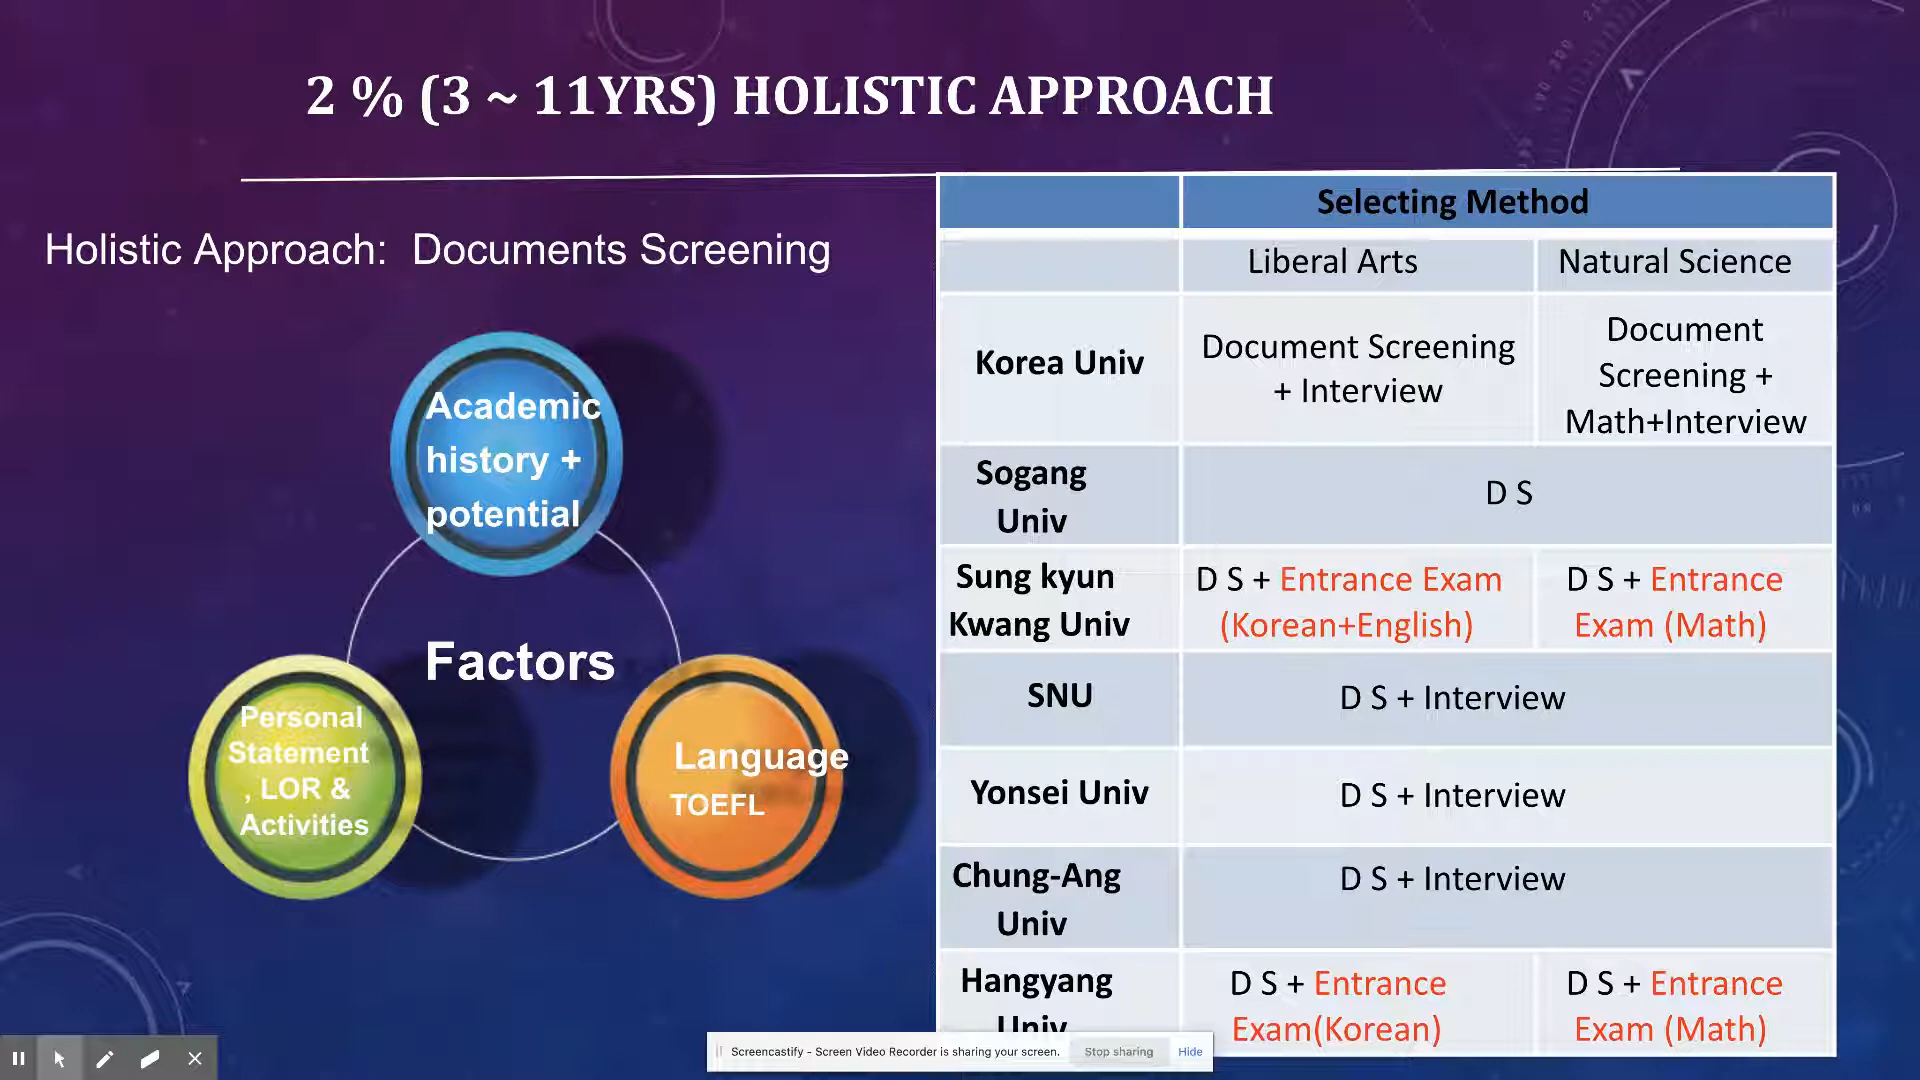 2 % (3 ~ 11YRS) HOLISTIC APPROACH
Holistic Approach:  Documents Screening
Academic
history +
potential
Factors
Personal
Statement
, LOR &
Activities
Language
TOEFL
Selecting Method
Liberal Arts
Natural Science
Korea Univ
Document Screening
+ Interview
Document
Screening +
Math+Interview
Sogang
Univ
D S
Sung kyun
Kwang Univ
D S + Entrance Exam
(Korean+English)
D S + Entrance
Exam (Math)
SNU
D S + Interview
Yonsei Univ
D S + Interview
Chung-Ang
Univ
D S + Interview
Hangyang
Univ
D S + Entrance
Exam(Korean)
D S + Entrance
Exam (Math)
Screencastify - Screen Video Recorder is sharing your screen.
Stop sharing
Hide